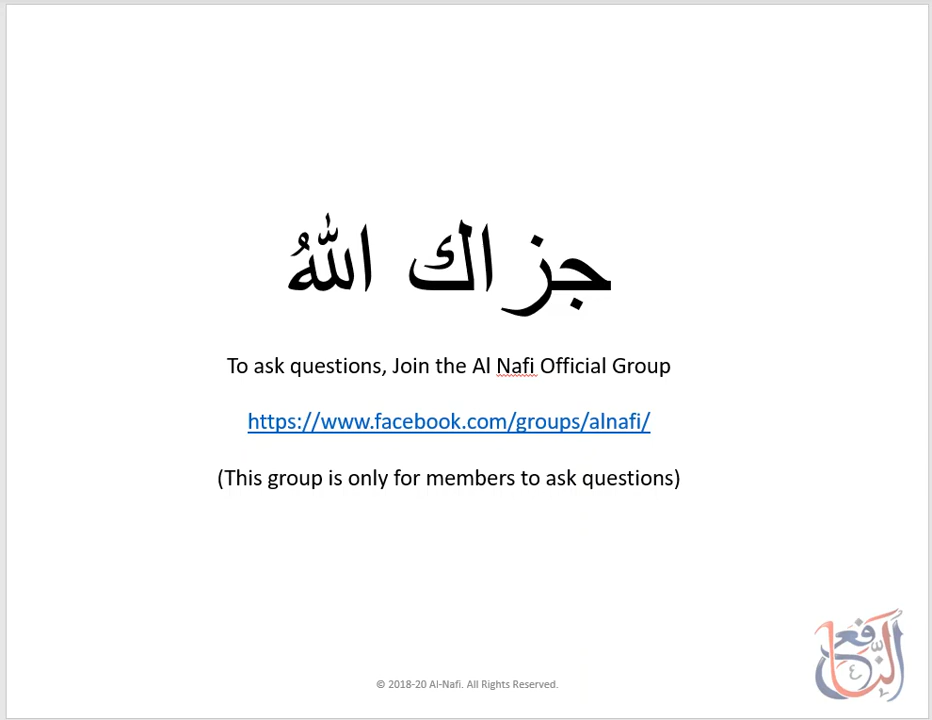 جزاك اللهُ
To ask questions, Join the Al Nafi Official Group
https://www.facebook.com/groups/alnafi/
(This group is only for members to ask questions)
النافع
© 2018-20 Al-Nafi. All Rights Reserved.